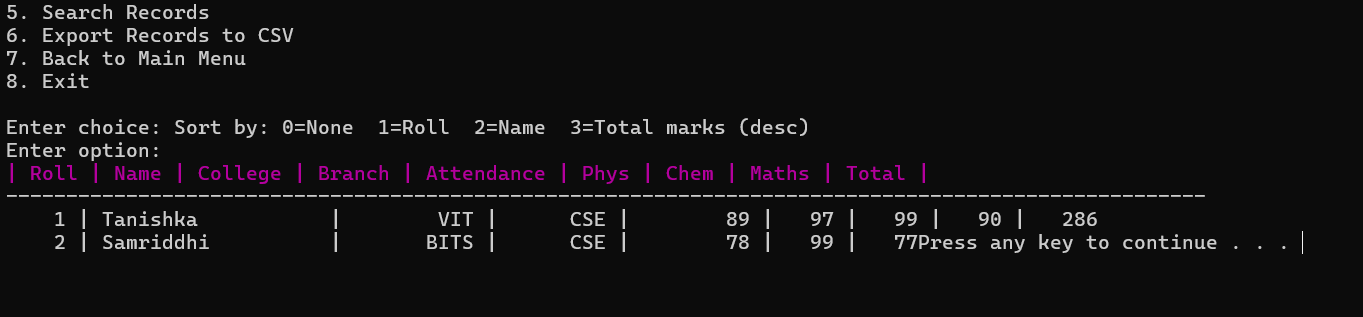 5. Search Records
6. Export Records to CSV
7. Back to Main Menu
8. Exit
Enter choice: Sort by: 0=None  1=Roll  2=Name  3=Total marks (desc)
Enter option:
| Roll | Name | College | Branch | Attendance | Phys | Chem | Maths | Total |
----------------------------------------------------------------------------------------------------
    1 | Tanishka           |        VIT |      CSE |        89 |   97 |   99 |   90 |   286
    2 | Samriddhi          |       BITS |      CSE |        78 |   99 |   77Press any key to continue . . .